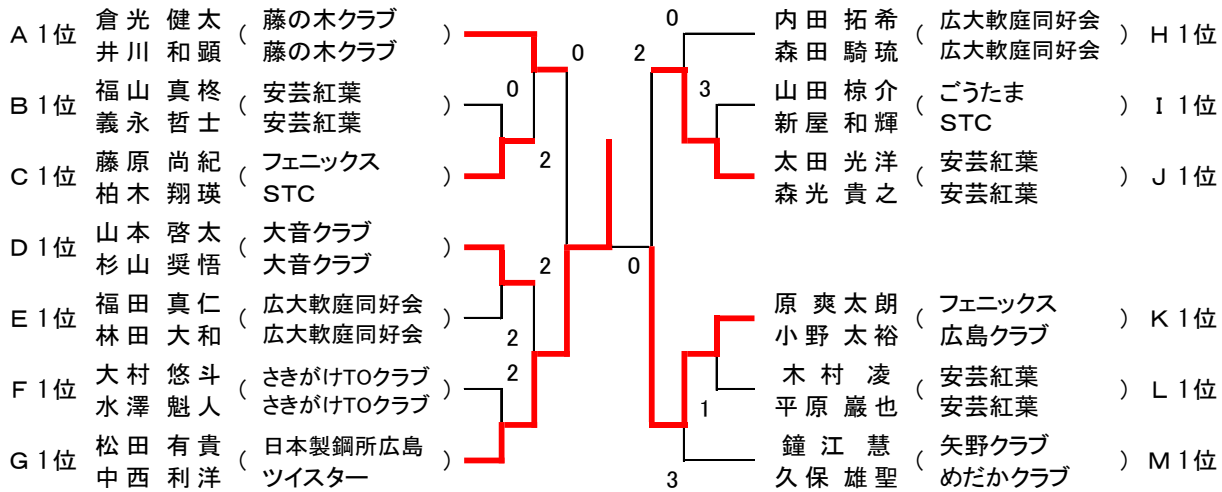 A 1位 倉光 健太 ( 藤の木クラブ )
井川 和顕 藤の木クラブ
0
B 1位 福山 真柊 ( 安芸紅葉 )
義永 哲士 安芸紅葉
0
C 1位 藤原 尚紀 ( フェニックス )
柏木 翔瑛 STC
2
D 1位 山本 啓太 ( 大音クラブ )
杉山 奨悟 大音クラブ
2
E 1位 福田 真仁 ( 広大軟庭同好会 )
林田 大和 広大軟庭同好会
2
F 1位 大村 悠斗 ( さきがけTOクラブ )
水澤 魁人 さきがけTOクラブ
2
G 1位 松田 有貴 ( 日本製鋼所広島 )
中西 利洋 ツイスター
0
2
内田 拓希 ( 広大軟庭同好会 ) H 1位
森田 騎琉 広大軟庭同好会
3
山田 椋介 ( ごうたま ) I 1位
新屋 和輝 STC
太田 光洋 ( 安芸紅葉 ) J 1位
森光 貴之 安芸紅葉
0
原 爽太朗 ( フェニックス ) K 1位
小野 太裕 広島クラブ
木村 凌 ( 安芸紅葉 ) L 1位
平原 巖也 安芸紅葉
1
鐘江 慧 ( 矢野クラブ ) M 1位
久保 雄聖 めだかクラブ
3